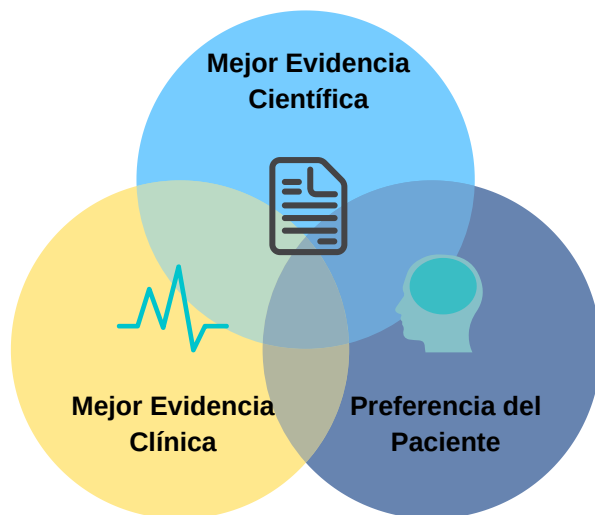 Mejor Evidencia
Científica
Mejor Evidencia
Clínica
Preferencia del
Paciente